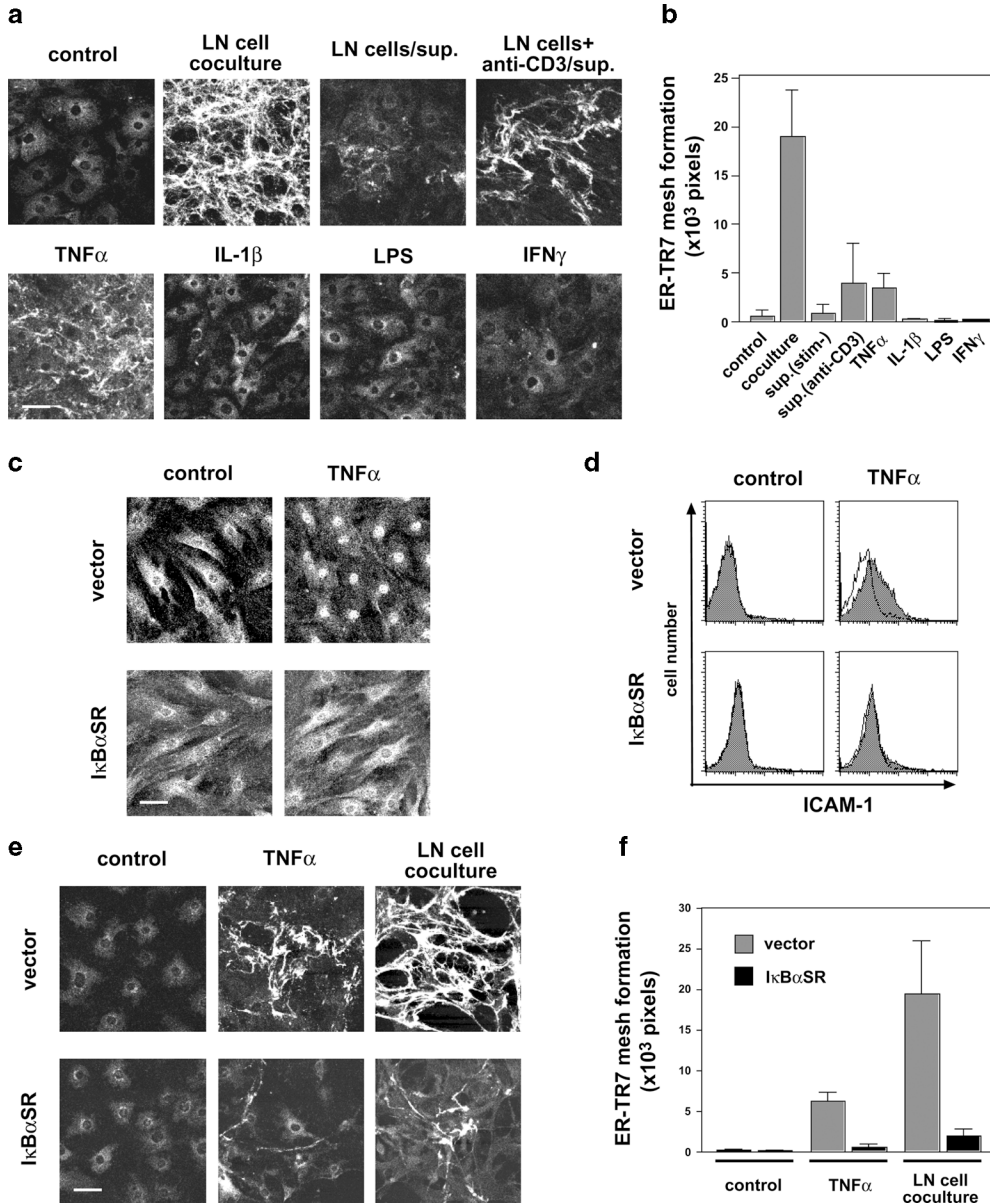 a
control
LN cell
coculture
LN cells/sup.
LN cells+
anti-CD3/sup.
TNFα
IL-1β
LPS
IFNγ
b
ER-TR7 mesh formation
(x10³ pixels)
25
20
15
10
5
0
control
coculture
sup.(stim-)
sup.(anti-CD3)
TNFα
IL-1β
LPS
IFNγ
c
control
TNFα
vector
IκBαSR
d
control
TNFα
vector
IκBαSR
cell number
ICAM-1
e
control
TNFα
LN cell
coculture
vector
IκBαSR
f
ER-TR7 mesh formation
(x10³ pixels)
30
25
20
15
10
5
0
vector
IκBαSR
control
TNFα
LN cell
coculture